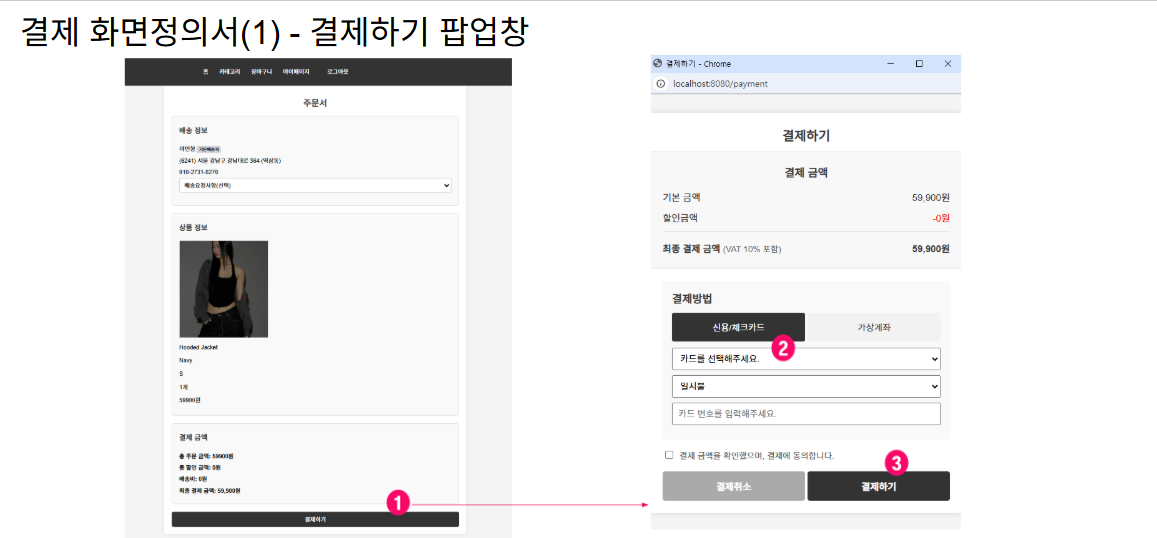 결제 화면정의서(1) - 결제하기 팝업창
홈 카테고리 장바구니 마이페이지 로그아웃
주문서
배송 정보
이민형 기본배송지
(6241) 서울 강남구 강남대로 364 (역삼동)
010-2731-8270
배송요청사항(선택)
상품 정보
Hooded Jacket
Navy
S
1개
59900원
결제 금액
총 주문 금액: 59900원
총 할인 금액: 0원
배송비: 0원
최종 결제 금액: 59,900원
1
결제하기
결제하기 - Chrome
localhost:8080/payment
결제하기
결제 금액
기본 금액 59,900원
할인금액 -0원
최종 결제 금액 (VAT 10% 포함) 59,900원
결제방법
신용/체크카드 가상계좌
2
카드를 선택해주세요.
일시불
카드 번호를 입력해주세요.
결제 금액을 확인했으며, 결제에 동의합니다.
3
결제취소 결제하기